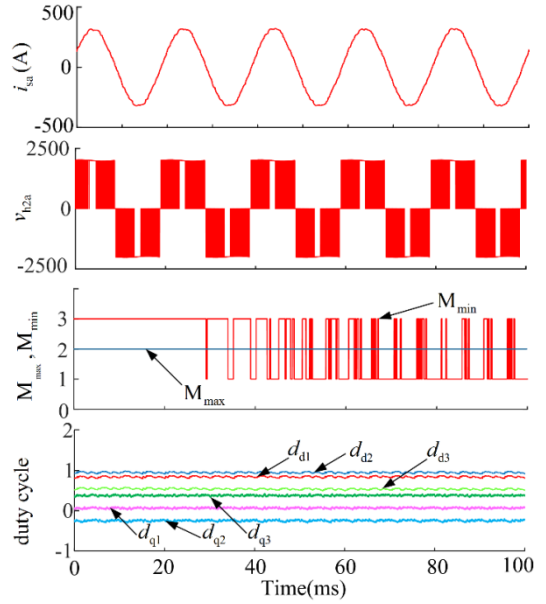 500
i_sa (A)
0
-500
2500
v_h2a
0
-2500
M_min
3
M_max, M_min
2
1
M_max
0
2
d_d1 d_d2 d_d3
duty cycle
1
0
d_q1 d_q2 d_q3
-1
0 20 40 60 80 100
Time(ms)